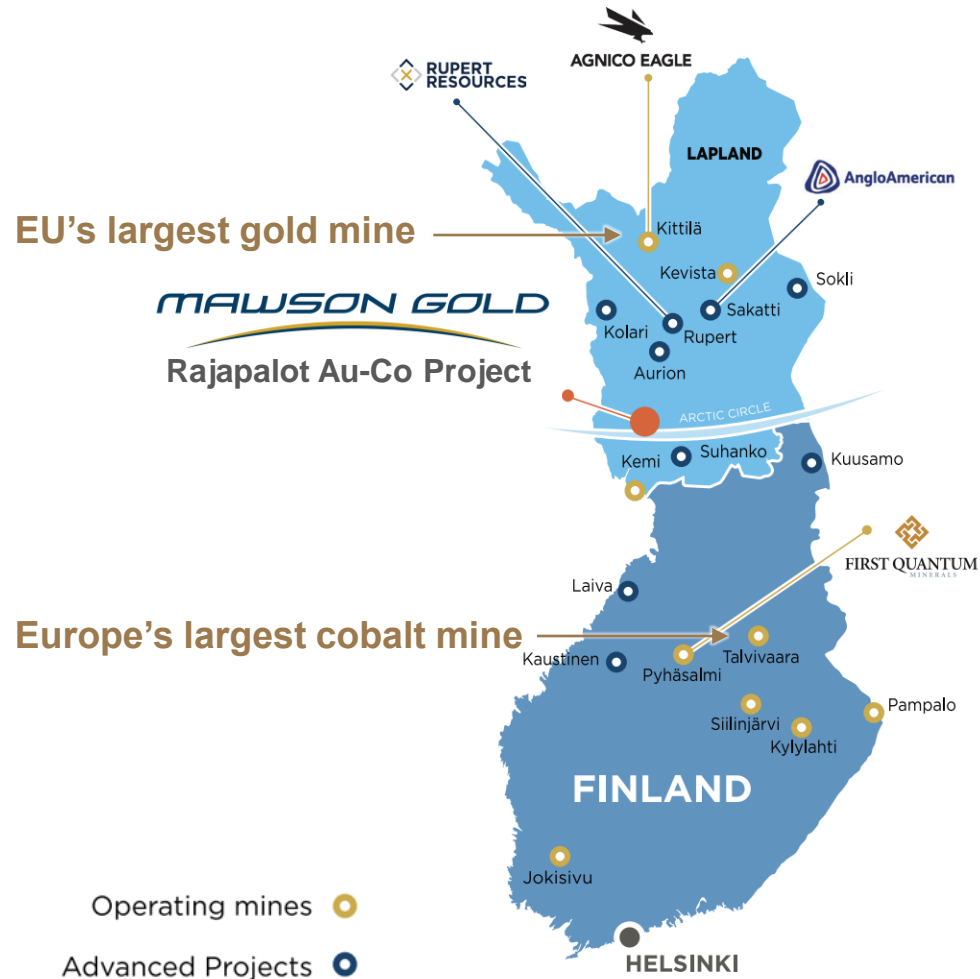 AGNICO EAGLE
RUPERT
RESOURCES
LAPLAND
AngloAmerican
EU's largest gold mine
Kittilä
Kevista
Sokli
MAWSON GOLD
Sakatti
Kolari
Rupert
Rajapalot Au-Co Project
Aurion
ARCTIC CIRCLE
Kemi
Suhanko
Kuusamo
FIRST QUANTUM
MINERALS
Laiva
Europe's largest cobalt mine
Talvivaara
Kaustinen
Pyhäsalmi
Pampalo
Siilinjärvi
Kylylahti
FINLAND
Jokisivu
Operating mines
Advanced Projects
HELSINKI